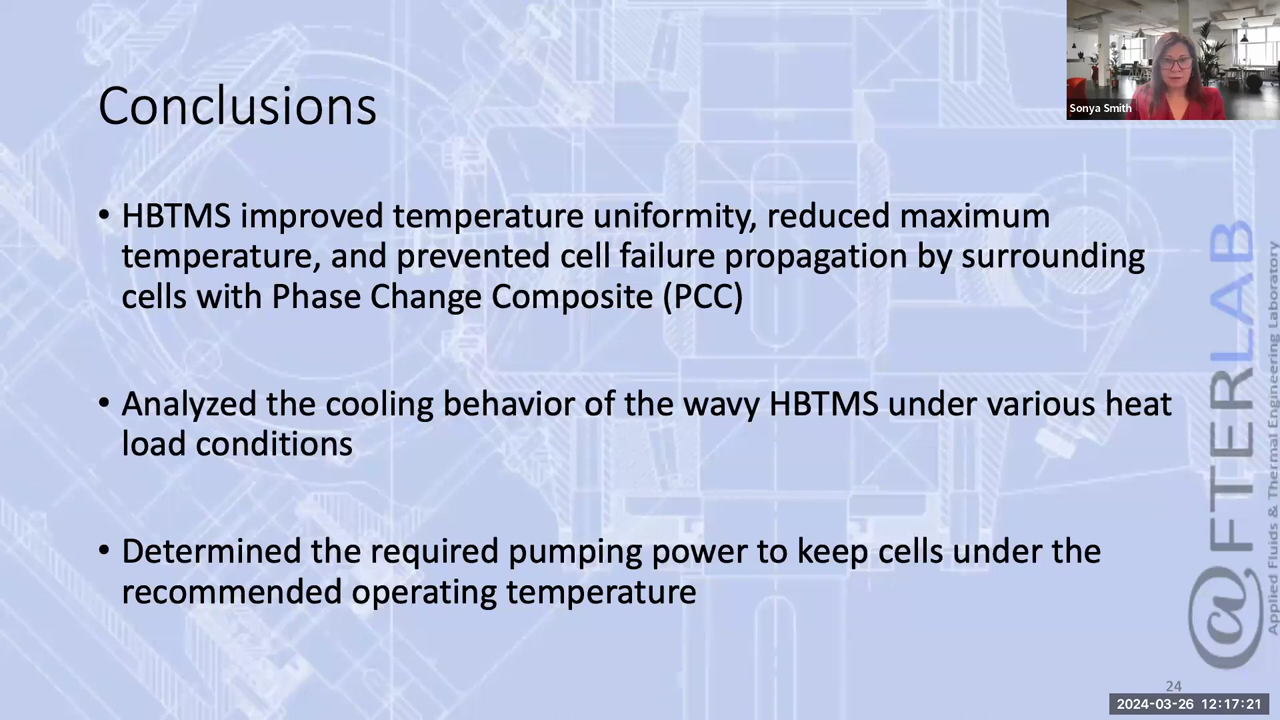 Conclusions
Sonya Smith
• HBTMS improved temperature uniformity, reduced maximum
temperature, and prevented cell failure propagation by surrounding
cells with Phase Change Composite (PCC)
• Analyzed the cooling behavior of the wavy HBTMS under various heat
load conditions
• Determined the required pumping power to keep cells under the
recommended operating temperature
@FTERLAB
Applied Fluids & Thermal Engineering Laboratory
24
2024-03-26 12:17:21